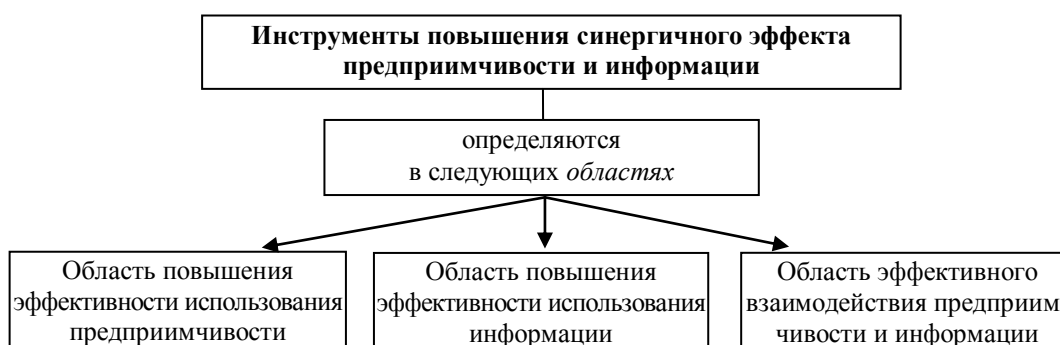 Инструменты повышения синергичного эффекта
предприимчивости и информации
определяются
в следующих областях
Область повышения
эффективности использования
предприимчивости
Область повышения
эффективности использования
информации
Область эффективного
взаимодействия предприим
чивости и информации